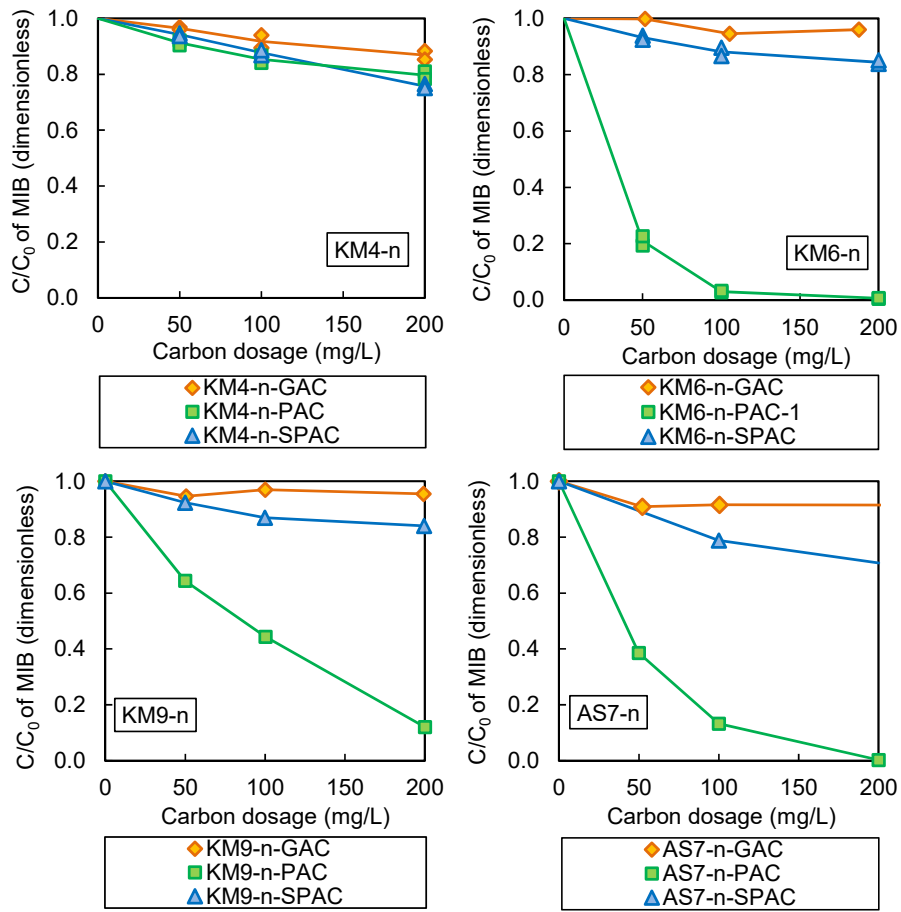 C/C0 of MIB (dimensionless)
1.0
0.8
0.6
0.4
0.2
0.0
KM4-n
0 50 100 150 200
Carbon dosage (mg/L)
KM4-n-GAC
KM4-n-PAC
KM4-n-SPAC
C/C0 of MIB (dimensionless)
1.0
0.8
0.6
0.4
0.2
0.0
KM6-n
0 50 100 150 200
Carbon dosage (mg/L)
KM6-n-GAC
KM6-n-PAC-1
KM6-n-SPAC
C/C0 of MIB (dimensionless)
1.0
0.8
0.6
0.4
0.2
0.0
KM9-n
0 50 100 150 200
Carbon dosage (mg/L)
KM9-n-GAC
KM9-n-PAC
KM9-n-SPAC
C/C0 of MIB (dimensionless)
1.0
0.8
0.6
0.4
0.2
0.0
AS7-n
0 50 100 150 200
Carbon dosage (mg/L)
AS7-n-GAC
AS7-n-PAC
AS7-n-SPAC